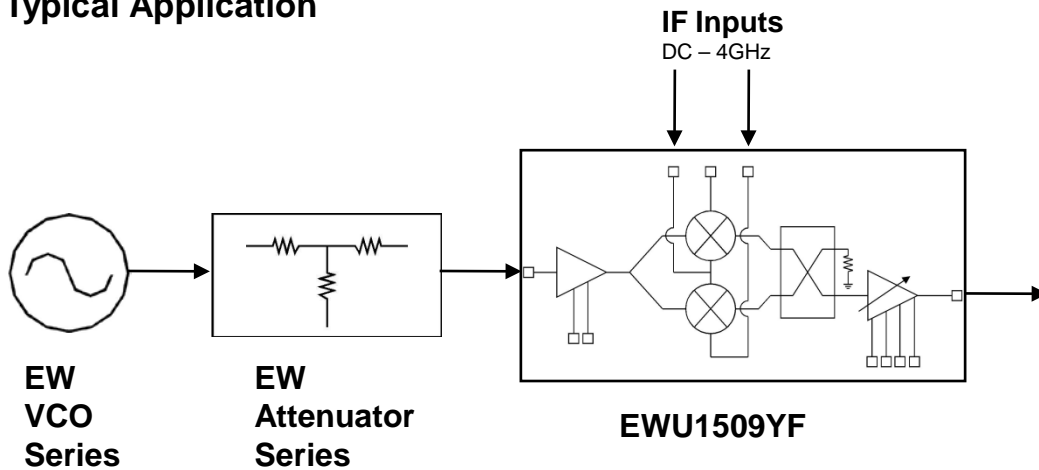 Typical Application
IF Inputs
DC – 4GHz
EW
VCO
Series
EW
Attenuator
Series
EWU1509YF